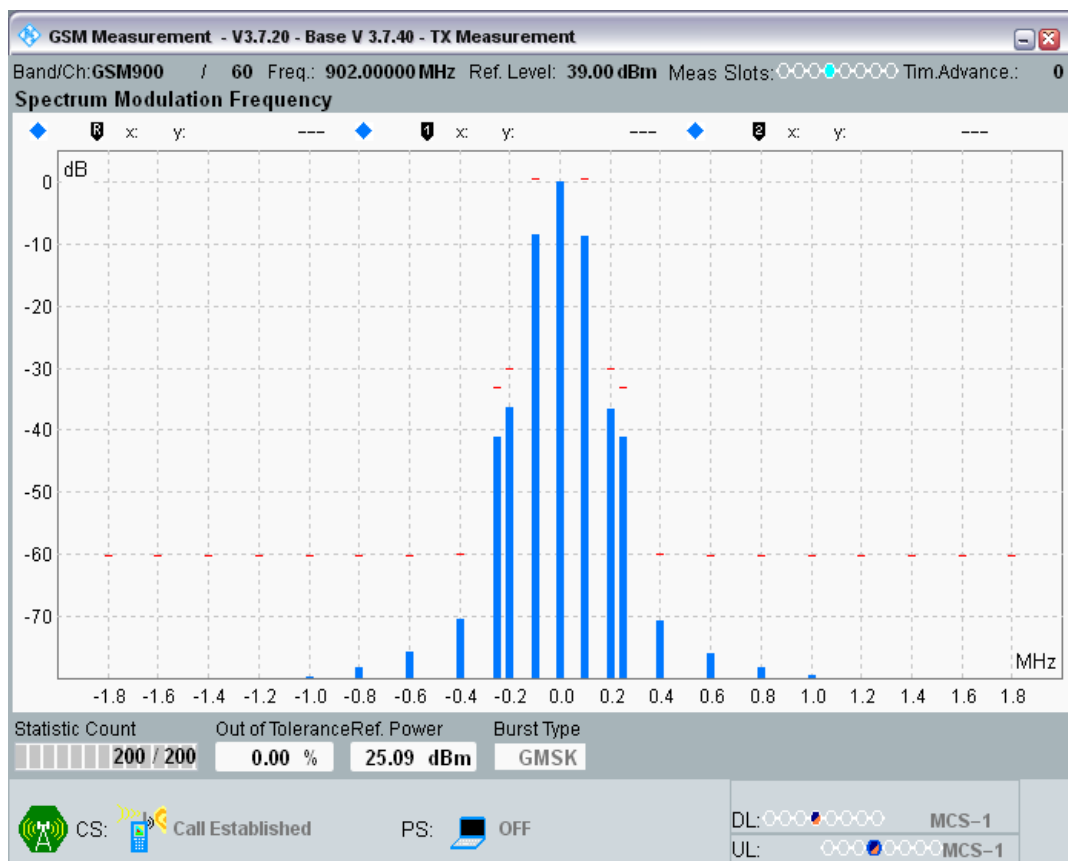 GSM Measurement - V3.7.20 - Base V 3.7.40 - TX Measurement
Band/Ch:GSM900 / 60 Freq.: 902.00000 MHz Ref. Level: 39.00 dBm Meas Slots: Tim.Advance.: 0
Spectrum Modulation Frequency
R x: y: --- 1 x: y: --- 2 x: y: ---
dB
0
-10
-20
-30
-40
-50
-60
-70
MHz
-1.8 -1.6 -1.4 -1.2 -1.0 -0.8 -0.6 -0.4 -0.2 0.0 0.2 0.4 0.6 0.8 1.0 1.2 1.4 1.6 1.8
Statistic Count Out of Tolerance Ref. Power Burst Type
200 / 200 0.00 % 25.09 dBm GMSK
CS: Call Established PS: OFF
DL: MCS-1
UL: MCS-1